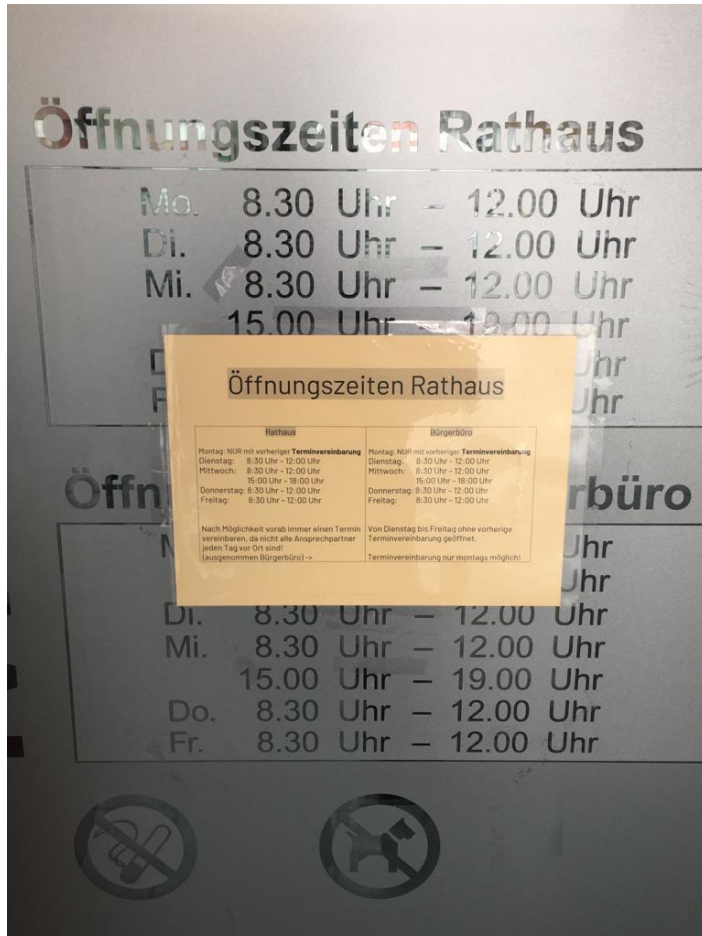 Öffnungszeiten Rathaus
Mo. 8.30 Uhr – 12.00 Uhr
Di. 8.30 Uhr – 12.00 Uhr
Mi. 8.30 Uhr – 12.00 Uhr
15.00 Uhr – 19.00 Uhr
Uhr
Uhr
Öffnungszeiten Rathaus
Rathaus
Montag: NUR mit vorheriger Terminvereinbarung
Dienstag: 8:30 Uhr – 12:00 Uhr
Mittwoch: 8:30 Uhr – 12:00 Uhr
15:00 Uhr – 18:00 Uhr
Donnerstag: 8:30 Uhr – 12:00 Uhr
Freitag: 8:30 Uhr – 12:00 Uhr
Nach Möglichkeit vorab immer einen Termin
vereinbaren, da nicht alle Ansprechpartner
jeden Tag vor Ort sind!
(ausgenommen Bürgerbüro) ->
Bürgerbüro
Montag: NUR mit vorheriger Terminvereinbarung
Dienstag: 8:30 Uhr – 12:00 Uhr
Mittwoch: 8:30 Uhr – 12:00 Uhr
15:00 Uhr – 18:00 Uhr
Donnerstag: 8:30 Uhr – 12:00 Uhr
Freitag: 8:30 Uhr – 12:00 Uhr
Von Dienstag bis Freitag ohne vorherige
Terminvereinbarung geöffnet.
Terminvereinbarung nur montags möglich!
Öffn rbüro
Uhr
Uhr
Di. 8.30 Uhr – 12.00 Uhr
Mi. 8.30 Uhr – 12.00 Uhr
15.00 Uhr – 19.00 Uhr
Do. 8.30 Uhr – 12.00 Uhr
Fr. 8.30 Uhr – 12.00 Uhr